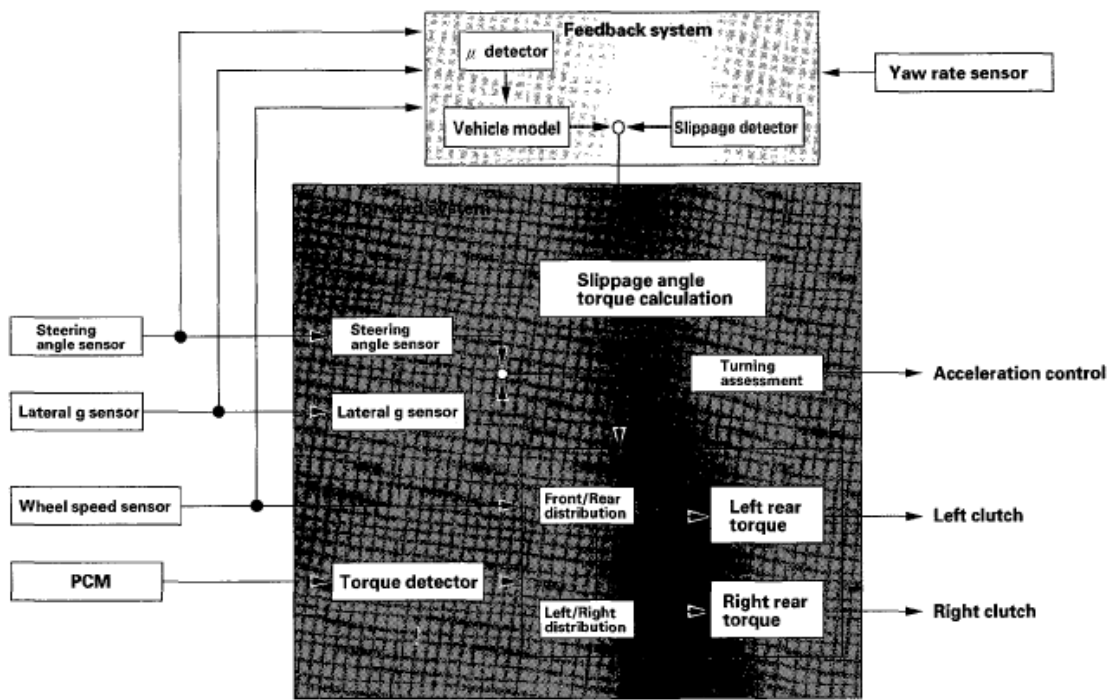 Feedback system
μ detector
Yaw rate sensor
Vehicle model
Slippage detector
forward system
Slippage angle
torque calculation
Steering
angle sensor
Steering
angle sensor
Turning
assessment
Acceleration control
Lateral g sensor
Lateral g sensor
Wheel speed sensor
Front/Rear
distribution
Left rear
torque
Left clutch
PCM
Torque detector
Left/Right
distribution
Right rear
torque
Right clutch